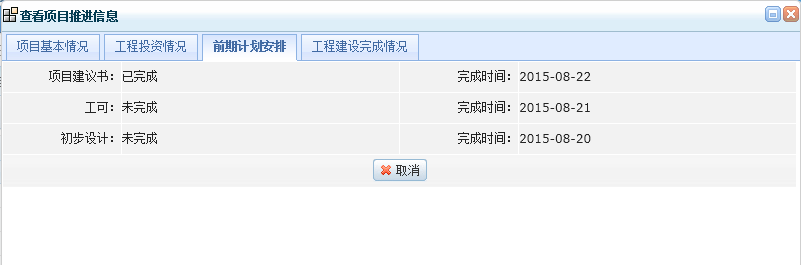 查看项目推进信息
项目基本情况 工程投资情况 前期计划安排 工程建设完成情况
项目建议书：已完成 完成时间：2015-08-22
工可：未完成 完成时间：2015-08-21
初步设计：未完成 完成时间：2015-08-20
取消